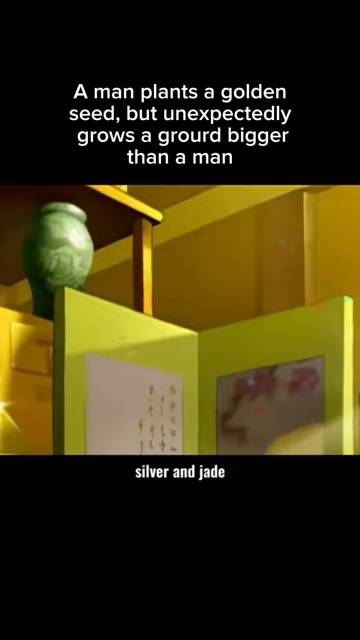 A man plants a golden
seed, but unexpectedly
grows a grourd bigger
than a man
silver and jade